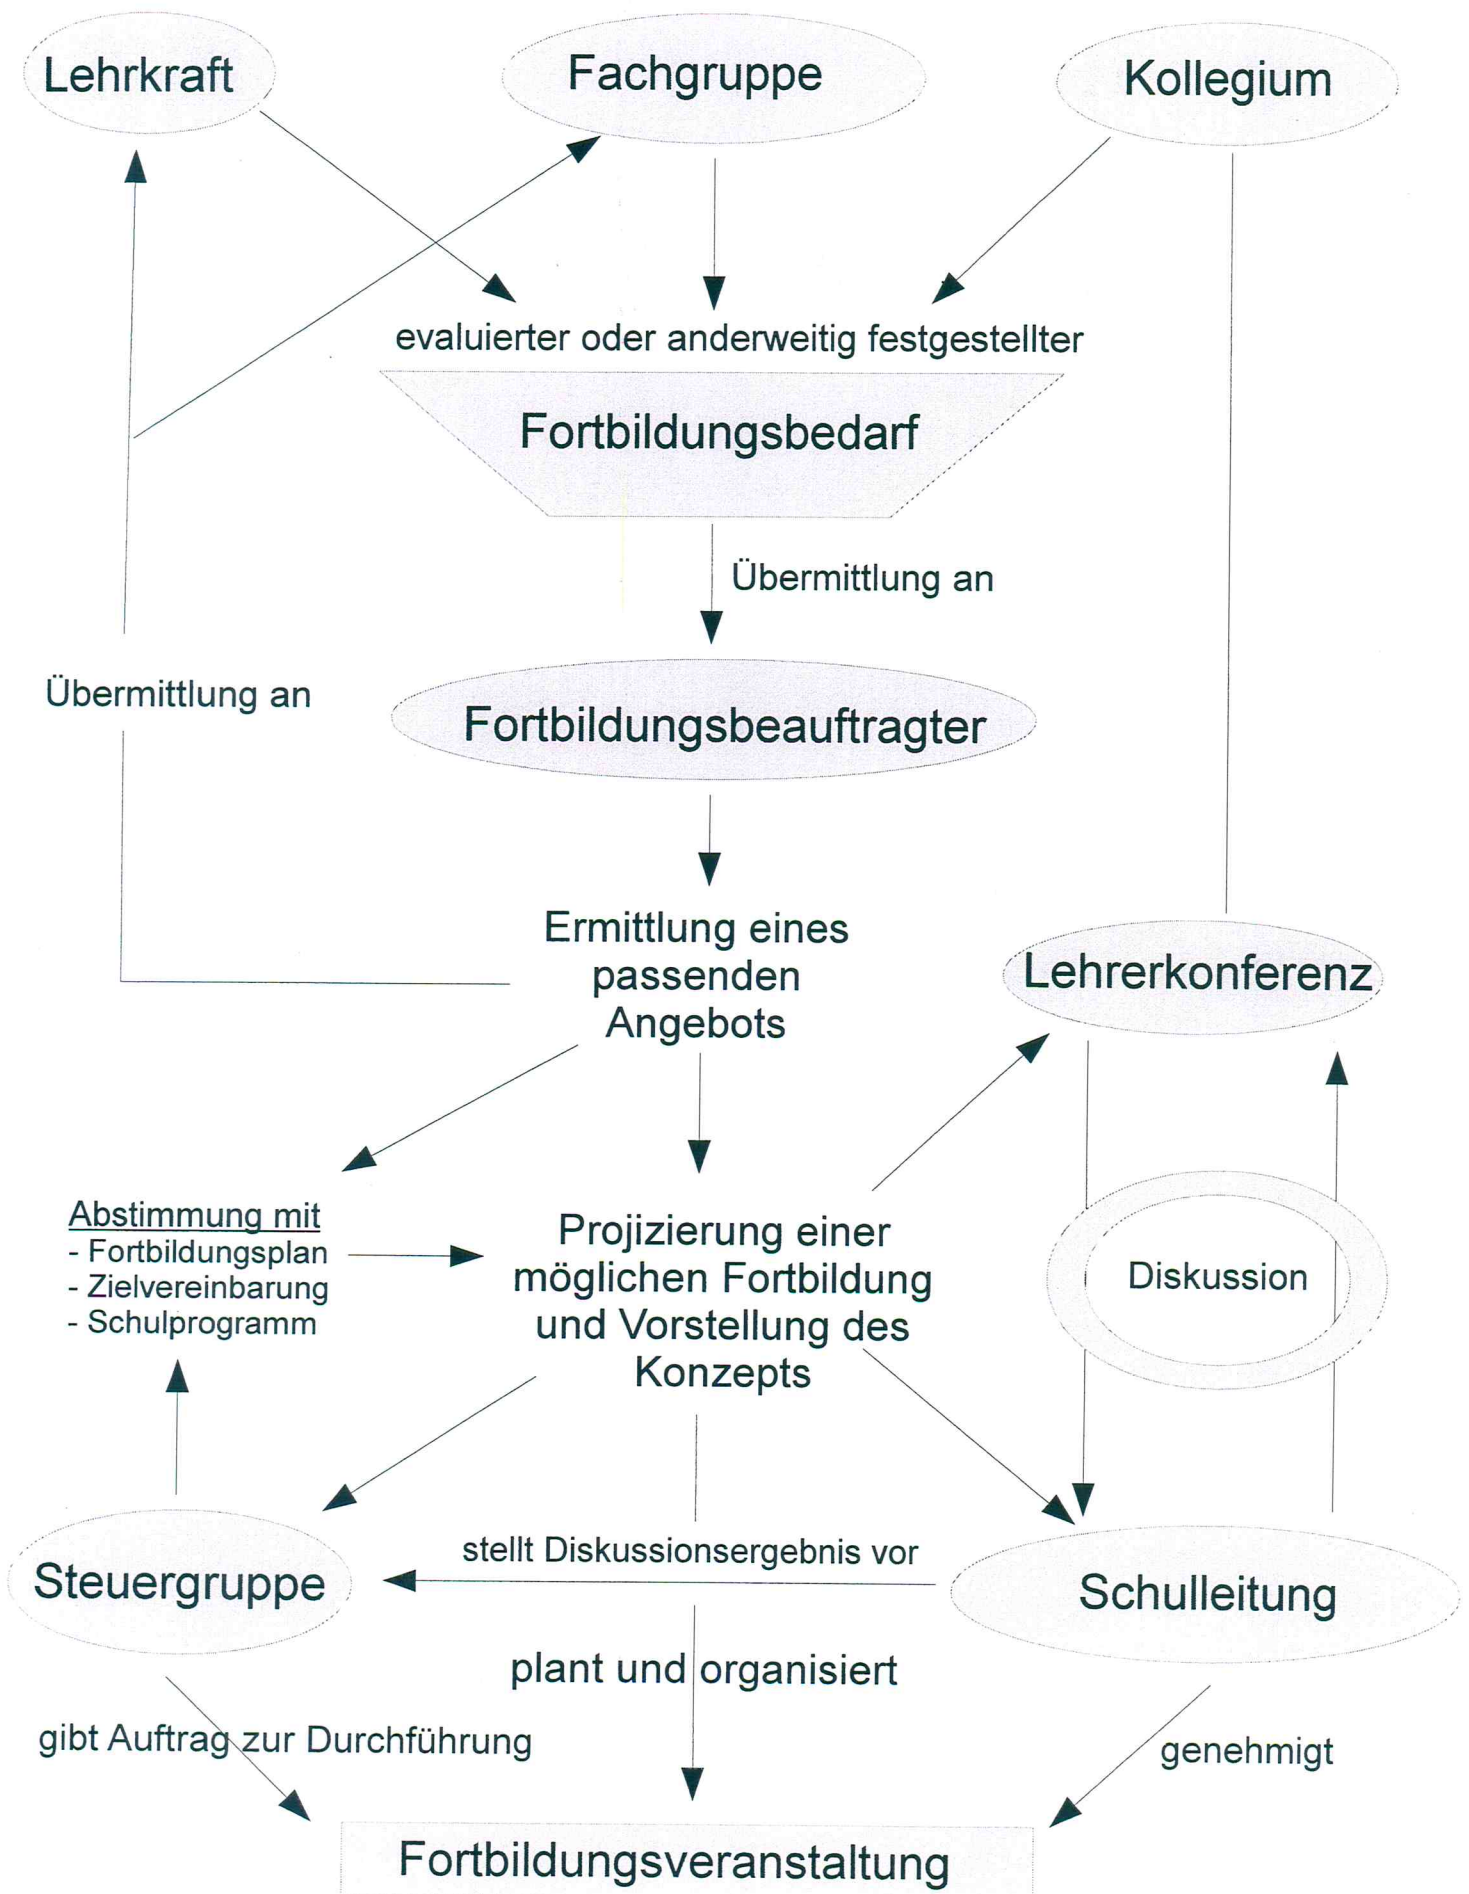 Lehrkraft
Fachgruppe
Kollegium
evaluierter oder anderweitig festgestellter
Fortbildungsbedarf
Übermittlung an
Übermittlung an
Fortbildungsbeauftragter
Ermittlung eines
passenden
Angebots
Lehrerkonferenz
Abstimmung mit
- Fortbildungsplan
- Zielvereinbarung
- Schulprogramm
Projizierung einer
möglichen Fortbildung
und Vorstellung des
Konzepts
Diskussion
Steuergruppe
stellt Diskussionsergebnis vor
Schulleitung
plant und organisiert
gibt Auftrag zur Durchführung
genehmigt
Fortbildungsveranstaltung